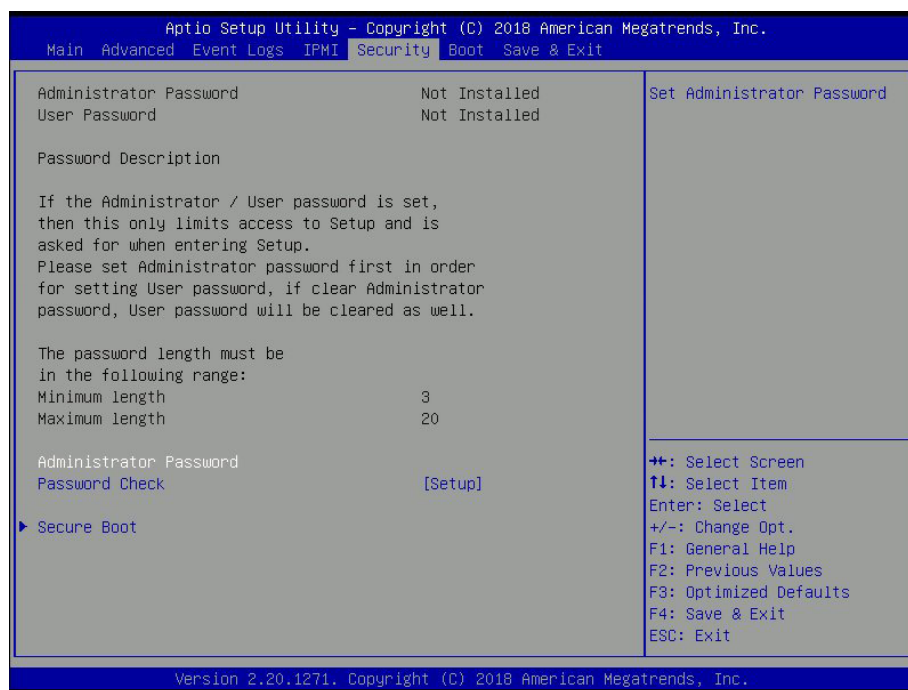 Aptio Setup Utility - Copyright (C) 2018 American Megatrends, Inc.
Main Advanced Event Logs IPMI Security Boot Save & Exit
Administrator Password Not Installed
User Password Not Installed
Password Description
If the Administrator / User password is set,
then this only limits access to Setup and is
asked for when entering Setup.
Please set Administrator password first in order
for setting User password, if clear Administrator
password, User password will be cleared as well.
The password length must be
in the following range:
Minimum length 3
Maximum length 20
Administrator Password
Password Check [Setup]
Secure Boot
Set Administrator Password
→←: Select Screen
↑↓: Select Item
Enter: Select
+/-: Change Opt.
F1: General Help
F2: Previous Values
F3: Optimized Defaults
F4: Save & Exit
ESC: Exit
Version 2.20.1271. Copyright (C) 2018 American Megatrends, Inc.